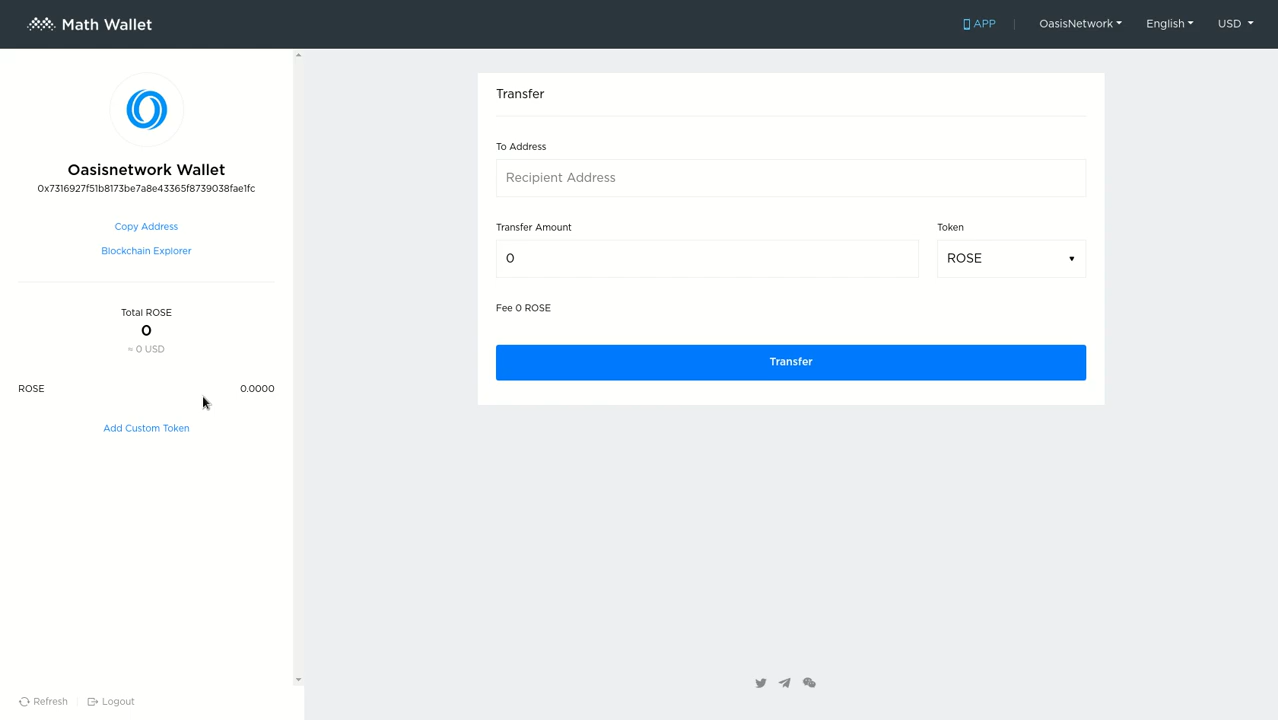 Math Wallet
APP
OasisNetwork
English
USD
Oasisnetwork Wallet
0x7316927f51b8173be7a8e43365f8739038fae1fc
Copy Address
Blockchain Explorer
Total ROSE
0
≈ 0 USD
ROSE 0.0000
Add Custom Token
Refresh
Logout
Transfer
To Address
Recipient Address
Transfer Amount
Token
0
ROSE
Fee 0 ROSE
Transfer